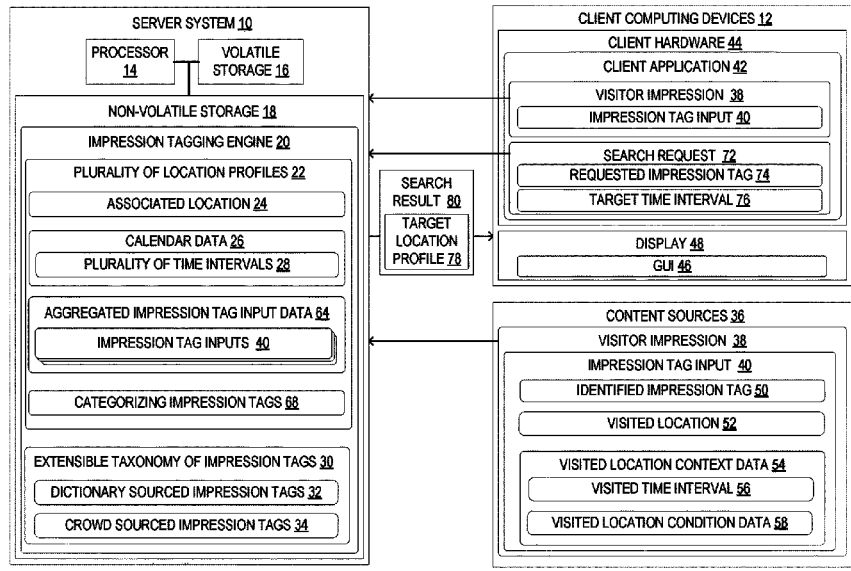 SERVER SYSTEM 10
PROCESSOR
14
VOLATILE
STORAGE 16
NON-VOLATILE STORAGE 18
IMPRESSION TAGGING ENGINE 20
PLURALITY OF LOCATION PROFILES 22
ASSOCIATED LOCATION 24
CALENDAR DATA 26
PLURALITY OF TIME INTERVALS 28
AGGREGATED IMPRESSION TAG INPUT DATA 64
IMPRESSION TAG INPUTS 40
CATEGORIZING IMPRESSION TAGS 68
EXTENSIBLE TAXONOMY OF IMPRESSION TAGS 30
DICTIONARY SOURCED IMPRESSION TAGS 32
CROWD SOURCED IMPRESSION TAGS 34
SEARCH
RESULT 80
TARGET
LOCATION
PROFILE 78
CLIENT COMPUTING DEVICES 12
CLIENT HARDWARE 44
CLIENT APPLICATION 42
VISITOR IMPRESSION 38
IMPRESSION TAG INPUT 40
SEARCH REQUEST 72
REQUESTED IMPRESSION TAG 74
TARGET TIME INTERVAL 76
DISPLAY 48
GUI 46
CONTENT SOURCES 36
VISITOR IMPRESSION 38
IMPRESSION TAG INPUT 40
IDENTIFIED IMPRESSION TAG 50
VISITED LOCATION 52
VISITED LOCATION CONTEXT DATA 54
VISITED TIME INTERVAL 56
VISITED LOCATION CONDITION DATA 58